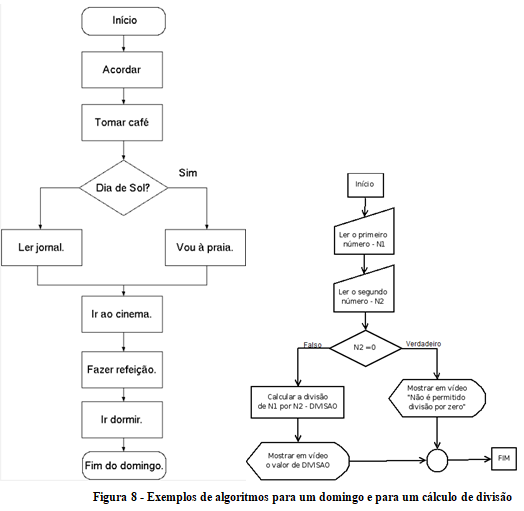 Início
Acordar
Tomar café
Dia de Sol?
Sim
Ler jornal.
Vou à praia.
Ir ao cinema.
Fazer refeição.
Ir dormir.
Fim do domingo.
Início
Ler o primeiro
número - N1
Ler o segundo
número - N2
Falso
N2 =0
Verdadeiro
Calcular a divisão
de N1 por N2 - DIVISAO
Mostrar em vídeo
"Não é permitido
divisão por zero"
Mostrar em vídeo
o valor de DIVISAO
FIM
Figura 8 - Exemplos de algoritmos para um domingo e para um cálculo de divisão